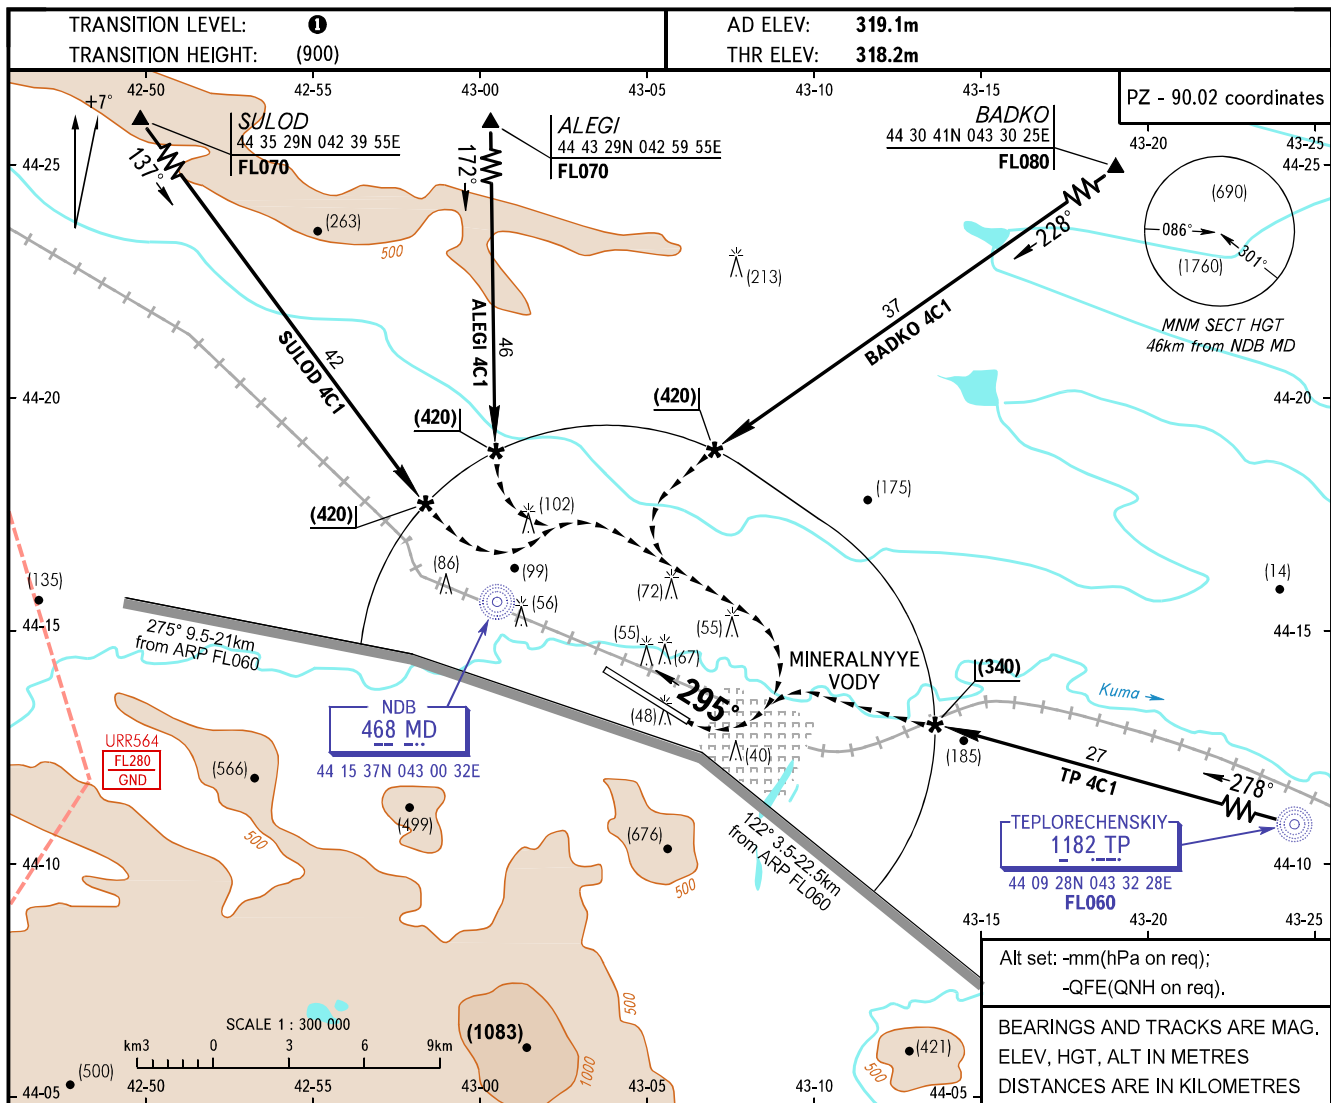 TRANSITION LEVEL: ❶
TRANSITION HEIGHT: (900)
AD ELEV: 319.1m
THR ELEV: 318.2m
42-50
42-55
43-00
43-05
43-10
43-15
PZ - 90.02 coordinates
43-20
43-25
+7°
SULOD
44 35 29N 042 39 55E
FL070
ALEGI
44 43 29N 042 59 55E
FL070
BADKO
44 30 41N 043 30 25E
FL080
44-25
44-25
137°
172°
228°
(690)
086°
301°
(1760)
MNM SECT HGT
46km from NDB MD
(263)
500
(213)
42
SULOD 4C1
46
ALEGI 4C1
37
BADKO 4C1
44-20
44-20
(420)
(420)
(420)
(102)
(175)
(86)
(99)
(56)
(72)
(55)
(55)
(67)
(135)
(14)
44-15
44-15
275° 9.5-21km
from ARP FL060
MINERALNYYE
VODY
295°
(48)
(40)
(340)
Kuma
(185)
27
TP 4C1
278°
NDB
468 MD
44 15 37N 043 00 32E
URR564
FL280
GND
(566)
(499)
(676)
500
500
122° 3.5-22.5km
from ARP FL060
TEPLORECHENSKIY
1182 TP
44 09 28N 043 32 28E
FL060
44-10
44-10
43-15
43-20
43-25
Alt set: -mm(hPa on req);
-QFE(QNH on req).
BEARINGS AND TRACKS ARE MAG.
ELEV, HGT, ALT IN METRES
DISTANCES ARE IN KILOMETRES
SCALE 1 : 300 000
km3 0 3 6 9km
(1083)
1000
500
(421)
500
(500)
44-05
42-50
42-55
43-00
43-05
43-10
44-05